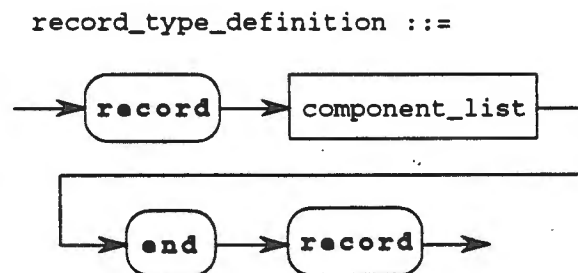 record_type_definition ::=
record component_list
end record